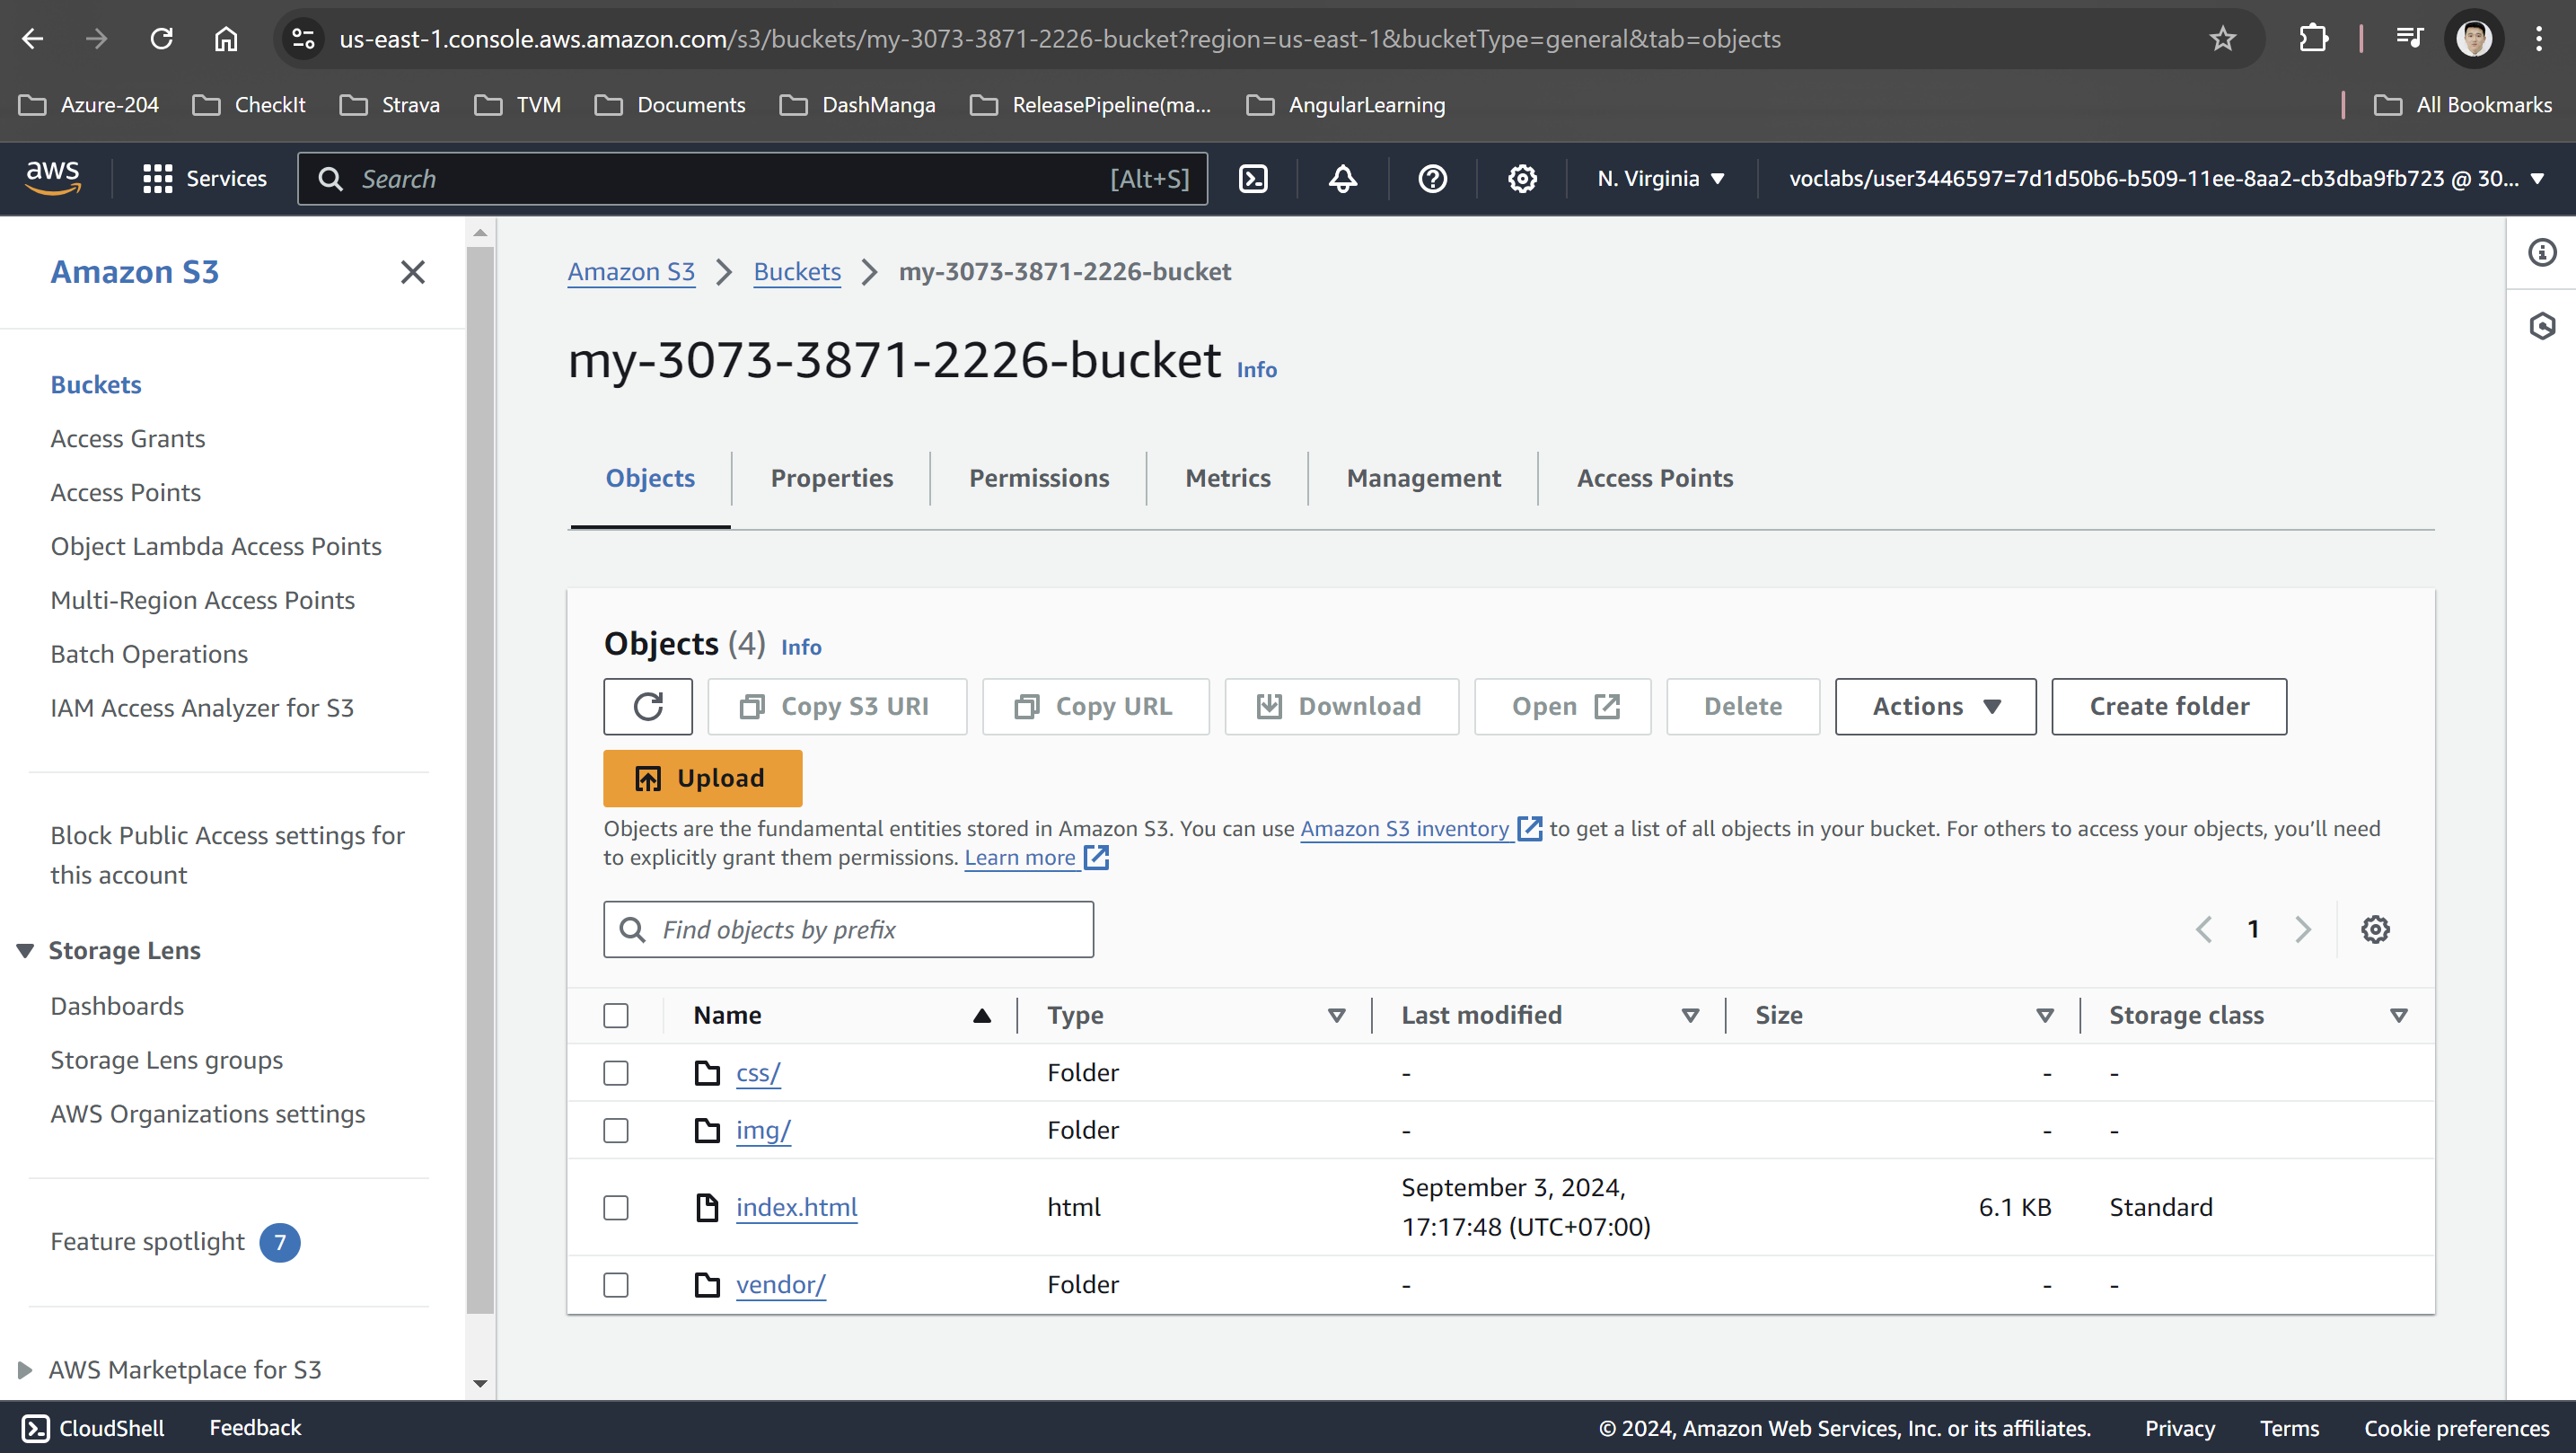 us-east-1.console.aws.amazon.com/s3/buckets/my-3073-3871-2226-bucket?region=us-east-1&bucketType=general&tab=objects
Azure-204 CheckIt Strava TVM Documents DashManga ReleasePipeline(ma... AngularLearning All Bookmarks
aws Services Search [Alt+S] N. Virginia voclabs/user3446597=7d1d50b6-b509-11ee-8aa2-cb3dba9fb723 @ 30...
Amazon S3
Buckets
Access Grants
Access Points
Object Lambda Access Points
Multi-Region Access Points
Batch Operations
IAM Access Analyzer for S3
Block Public Access settings for
this account
Storage Lens
Dashboards
Storage Lens groups
AWS Organizations settings
Feature spotlight 7
AWS Marketplace for S3
Amazon S3 Buckets my-3073-3871-2226-bucket
my-3073-3871-2226-bucket Info
Objects Properties Permissions Metrics Management Access Points
Objects (4) Info
Copy S3 URI Copy URL Download Open Delete Actions Create folder
Upload
Objects are the fundamental entities stored in Amazon S3. You can use Amazon S3 inventory to get a list of all objects in your bucket. For others to access your objects, you'll need
to explicitly grant them permissions. Learn more
Find objects by prefix 1
Name Type Last modified Size Storage class
css/ Folder - - -
img/ Folder - - -
index.html html September 3, 2024, 17:17:48 (UTC+07:00) 6.1 KB Standard
vendor/ Folder - - -
CloudShell Feedback © 2024, Amazon Web Services, Inc. or its affiliates. Privacy Terms Cookie preferences